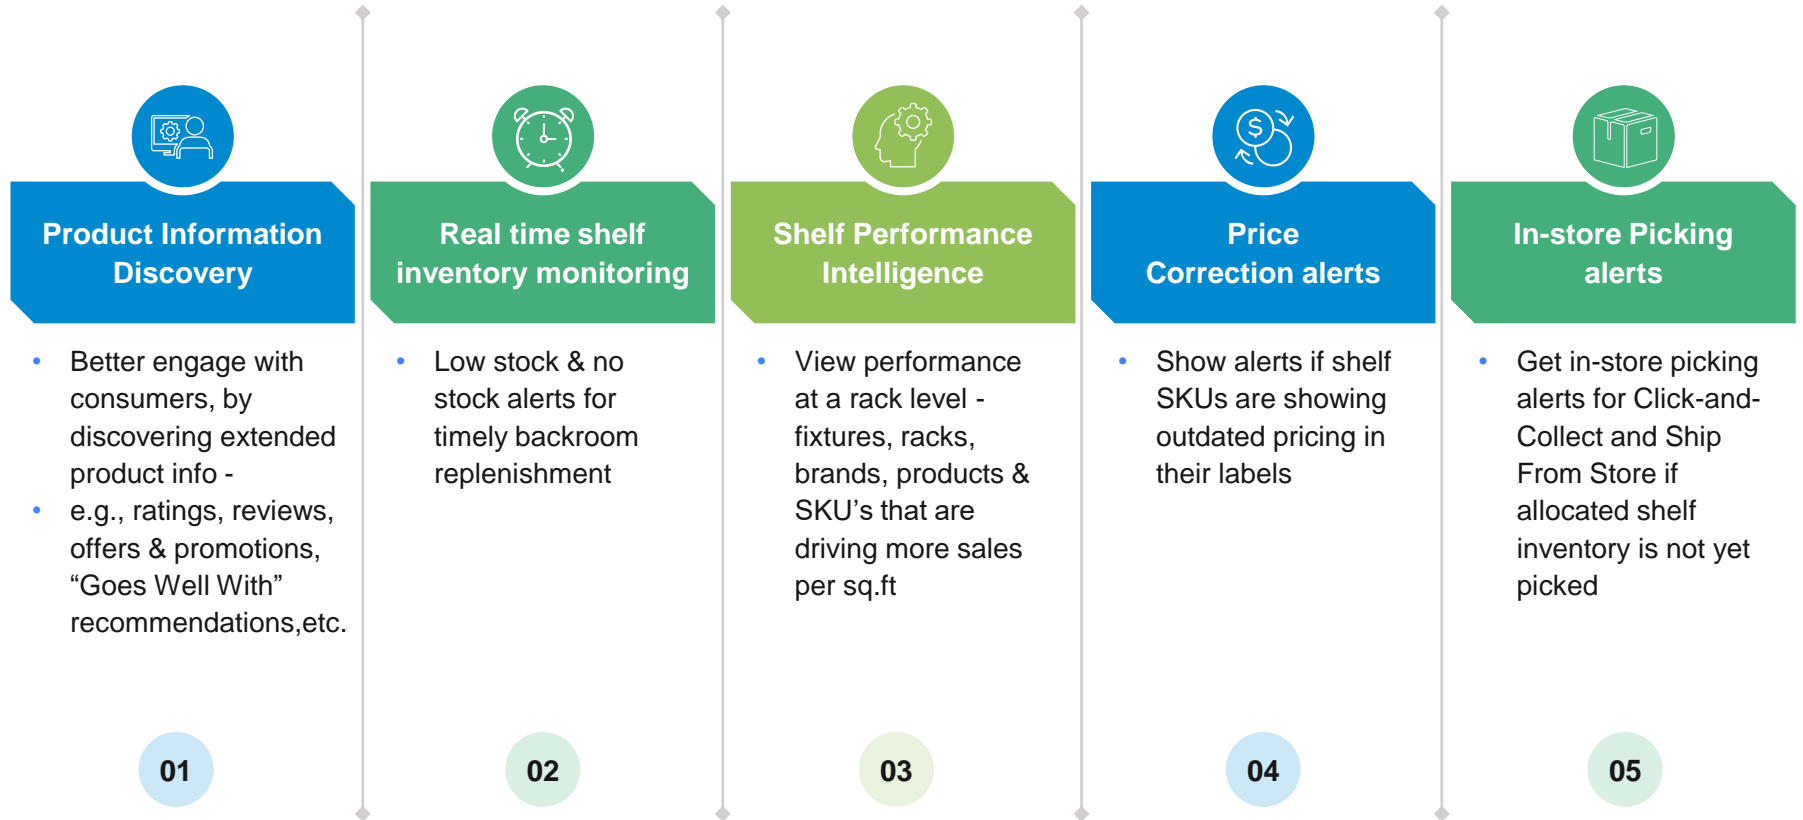 Product Information
Discovery
• Better engage with
consumers, by
discovering extended
product info -
• e.g., ratings, reviews,
offers & promotions,
“Goes Well With”
recommendations,etc.
01
Real time shelf
inventory monitoring
• Low stock & no
stock alerts for
timely backroom
replenishment
02
Shelf Performance
Intelligence
• View performance
at a rack level -
fixtures, racks,
brands, products &
SKU’s that are
driving more sales
per sq.ft
03
$
Price
Correction alerts
• Show alerts if shelf
SKUs are showing
outdated pricing in
their labels
04
In-store Picking
alerts
• Get in-store picking
alerts for Click-and-
Collect and Ship
From Store if
allocated shelf
inventory is not yet
picked
05